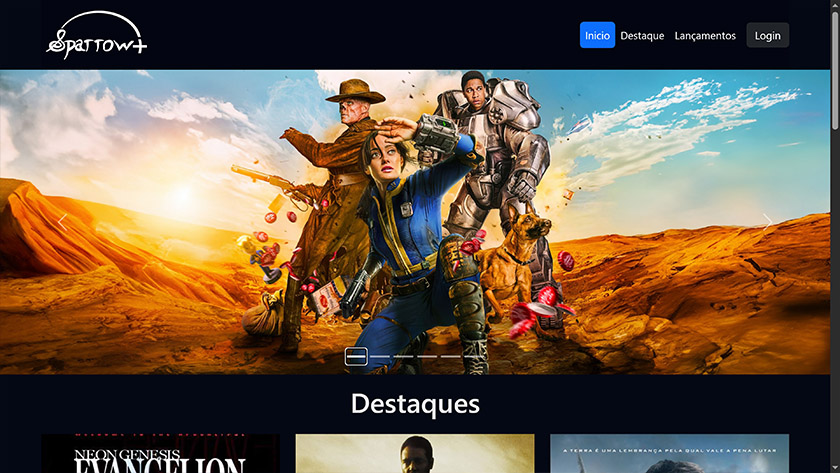 Sparrow+
Inicio
Destaque
Lançamentos
Login
Destaques
NEON GENESIS
EVANGELION
A TERRA É UMA LEMBRANÇA PELA QUAL VALE A PENA LUTAR